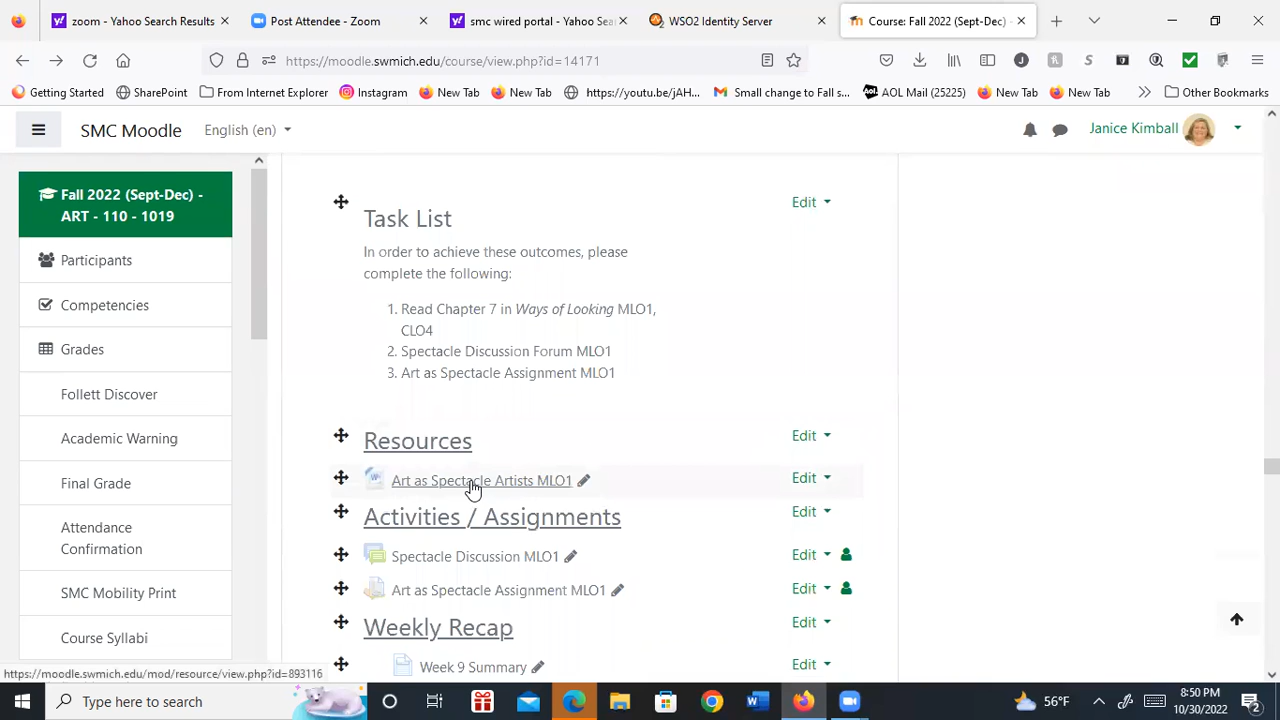 zoom - Yahoo Search Results
Post Attendee - Zoom
smc wired portal - Yahoo Sea
WSO2 Identity Server
Course: Fall 2022 (Sept-Dec) -
https://moodle.swmich.edu/course/view.php?id=14171
Getting Started
SharePoint
From Internet Explorer
Instagram
New Tab
New Tab
https://youtu.be/jAH...
Small change to Fall s...
AOL Mail (25225)
New Tab
New Tab
Other Bookmarks
SMC Moodle
English (en)
Janice Kimball
Fall 2022 (Sept-Dec) -
ART - 110 - 1019
Participants
Competencies
Grades
Follett Discover
Academic Warning
Final Grade
Attendance
Confirmation
SMC Mobility Print
Course Syllabi
Task List
Edit
In order to achieve these outcomes, please
complete the following:
1. Read Chapter 7 in Ways of Looking MLO1,
CLO4
2. Spectacle Discussion Forum MLO1
3. Art as Spectacle Assignment MLO1
Resources
Edit
Art as Spectacle Artists MLO1
Edit
Activities / Assignments
Edit
Spectacle Discussion MLO1
Edit
Art as Spectacle Assignment MLO1
Edit
Weekly Recap
Edit
Week 9 Summary
Edit
https://moodle.swmich.edu/mod/resource/view.php?id=893116
Type here to search
56°F
8:50 PM
10/30/2022
2